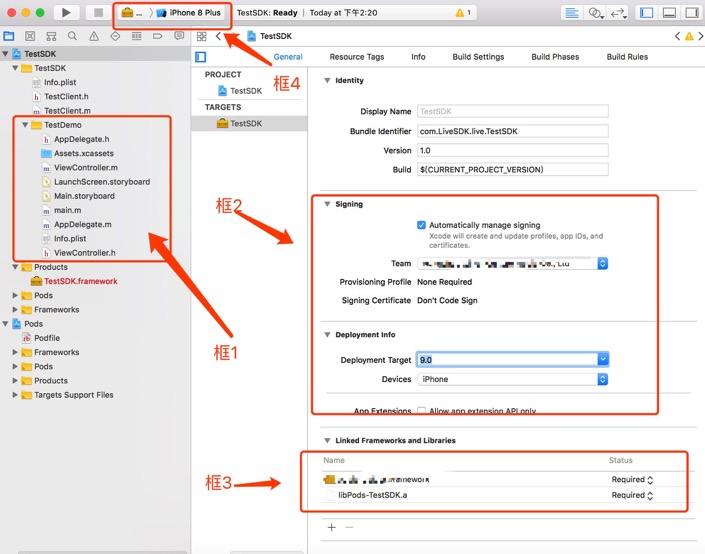 ... 〉 iPhone 8 Plus
TestSDK: Ready | Today at 下午2:20
1
TestSDK
TestSDK
Info.plist
TestClient.h
TestClient.m
TestDemo
AppDelegate.h
Assets.xcassets
ViewController.m
LaunchScreen.storyboard
Main.storyboard
main.m
AppDelegate.m
Info.plist
ViewController.h
Products
TestSDK.framework
Pods
Frameworks
Pods
Podfile
Frameworks
Pods
Products
Targets Support Files
框1
框2
框3
框4
TestSDK
General
Resource Tags
Info
Build Settings
Build Phases
Build Rules
PROJECT
TestSDK
TARGETS
TestSDK
Identity
Display Name TestSDK
Bundle Identifier com.LiveSDK.live.TestSDK
Version 1.0
Build $(CURRENT_PROJECT_VERSION)
Signing
Automatically manage signing
Xcode will create and update profiles, app IDs, and
certificates.
Team Ltd
Provisioning Profile None Required
Signing Certificate Don't Code Sign
Deployment Info
Deployment Target 9.0
Devices iPhone
App Extensions Allow app extension API only
Linked Frameworks and Libraries
Name Status
.framework Required
libPods-TestSDK.a Required